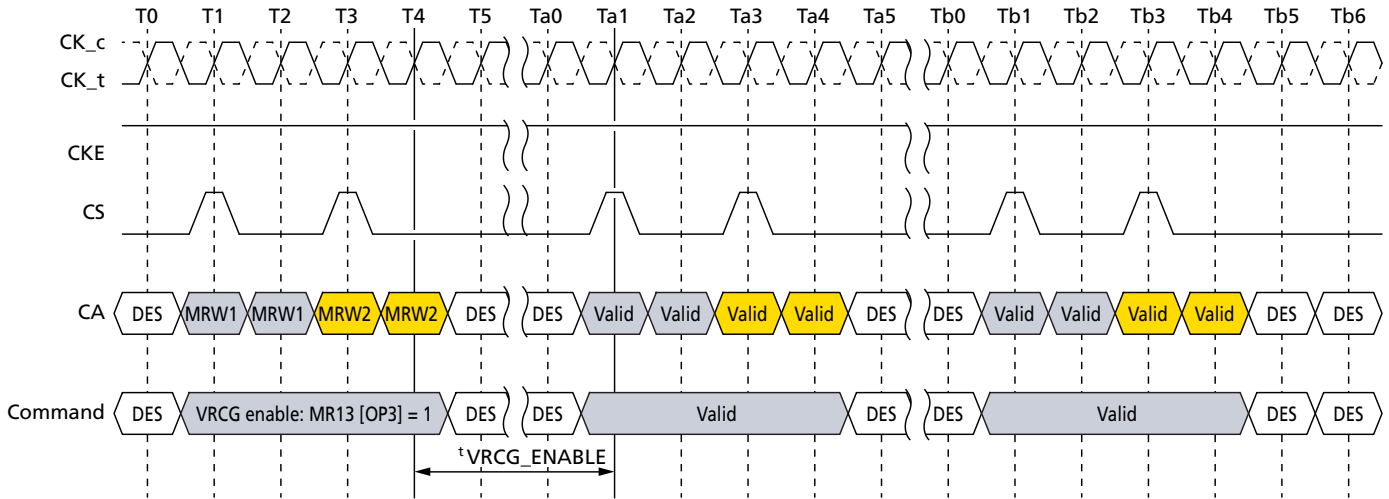 T0 T1 T2 T3 T4 T5 Ta0 Ta1 Ta2 Ta3 Ta4 Ta5 Tb0 Tb1 Tb2 Tb3 Tb4 Tb5 Tb6
CK_c
CK_t
CKE
CS
CA DES MRW1 MRW1 MRW2 MRW2 DES DES Valid Valid Valid Valid DES DES Valid Valid Valid Valid DES DES
Command DES VRCG enable: MR13 [OP3] = 1 DES DES Valid DES DES Valid DES DES
tVRCG_ENABLE